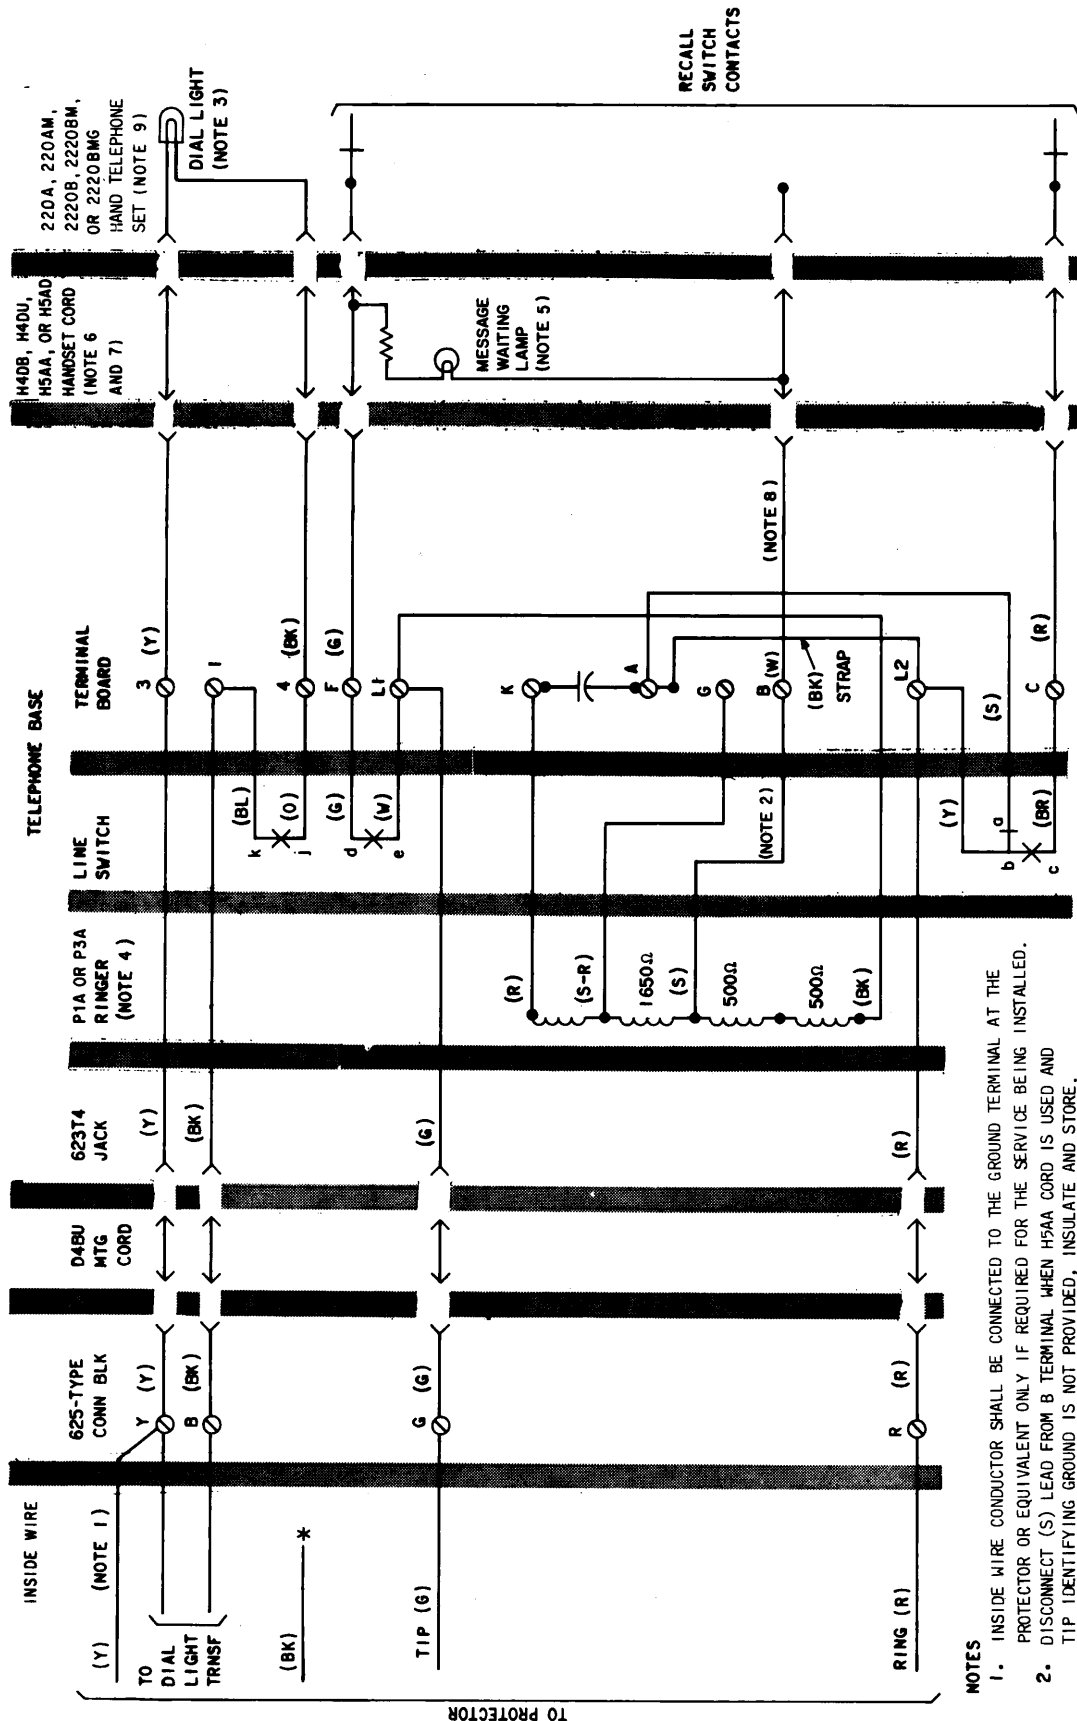 TELEPHONE BASE
INSIDE WIRE
625-TYPE
CONN BLK
D4BU
MTG
CORD
623T4
JACK
P1A OR P3A
RINGER
(NOTE 4)
LINE
SWITCH
TERMINAL
BOARD
H4DB, H4DU,
H5AA, OR H5AD
HANDSET CORD
(NOTE 6
AND 7)
220A, 220AM,
2220B, 2220BM,
OR 2220BMG
HAND TELEPHONE
SET (NOTE 9)
DIAL LIGHT
(NOTE 3)
(Y)
(NOTE 1)
Y
(Y)
(Y)
3
(Y)
TO
DIAL
LIGHT
TRNSF
B
(BK)
(BK)
1
(BL)
k
j
(O)
4
(BK)
(BK)
*
d
e
(G)
(W)
F
(G)
L1
MESSAGE
WAITING
LAMP
(NOTE 5)
TIP (G)
G
(G)
(G)
(R)
(S-R)
1650Ω
(S)
500Ω
500Ω
(BK)
K
A
G
B
(W)
(NOTE 2)
(NOTE 8)
(BK)
STRAP
RECALL
SWITCH
CONTACTS
RING (R)
R
(R)
(R)
L2
(Y)
(S)
a
b
c
(BR)
C
(R)
TO PROTECTOR
NOTES
1. INSIDE WIRE CONDUCTOR SHALL BE CONNECTED TO THE GROUND TERMINAL AT THE
PROTECTOR OR EQUIVALENT ONLY IF REQUIRED FOR THE SERVICE BEING INSTALLED.
2. DISCONNECT (S) LEAD FROM B TERMINAL WHEN H5AA CORD IS USED AND
TIP IDENTIFYING GROUND IS NOT PROVIDED, INSULATE AND STORE.